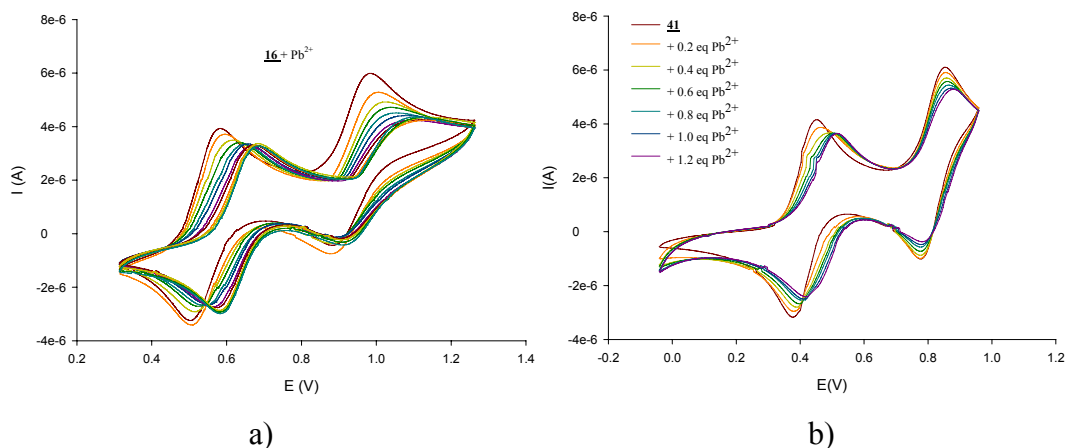 8e-6
6e-6
4e-6
2e-6
0
-2e-6
-4e-6
I (A)
16 + Pb²⁺
0.2 0.4 0.6 0.8 1.0 1.2 1.4
E (V)
a)
8e-6
6e-6
4e-6
2e-6
0
-2e-6
-4e-6
I(A)
41
+ 0.2 eq Pb²⁺
+ 0.4 eq Pb²⁺
+ 0.6 eq Pb²⁺
+ 0.8 eq Pb²⁺
+ 1.0 eq Pb²⁺
+ 1.2 eq Pb²⁺
-0.2 0.0 0.2 0.4 0.6 0.8 1.0 1.2
E(V)
b)